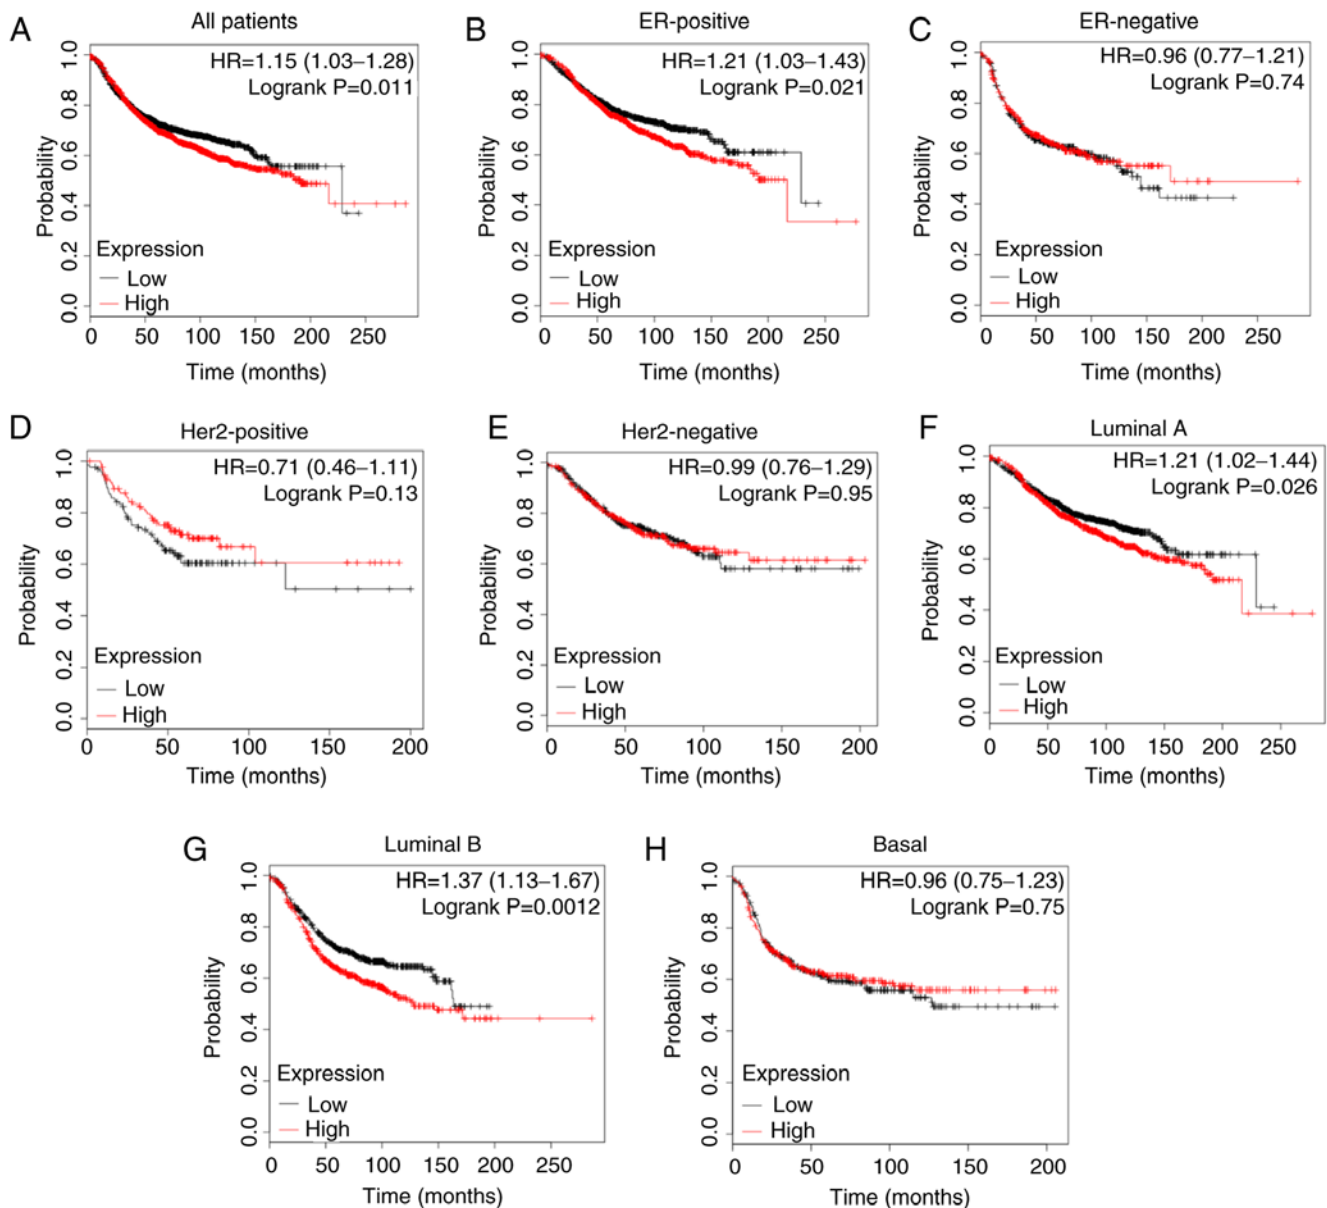 A
All patients
HR=1.15 (1.03–1.28)
Logrank P=0.011
Probability
1.0
0.8
0.6
0.4
0.2
0.0
Expression
Low
High
0 50 100 150 200 250
Time (months)
B
ER-positive
HR=1.21 (1.03–1.43)
Logrank P=0.021
Probability
1.0
0.8
0.6
0.4
0.2
0.0
Expression
Low
High
0 50 100 150 200 250
Time (months)
C
ER-negative
HR=0.96 (0.77–1.21)
Logrank P=0.74
Probability
1.0
0.8
0.6
0.4
0.2
0.0
Expression
Low
High
0 50 100 150 200 250
Time (months)
D
Her2-positive
HR=0.71 (0.46–1.11)
Logrank P=0.13
Probability
1.0
0.8
0.6
0.4
0.2
0.0
Expression
Low
High
0 50 100 150 200
Time (months)
E
Her2-negative
HR=0.99 (0.76–1.29)
Logrank P=0.95
Probability
1.0
0.8
0.6
0.4
0.2
0.0
Expression
Low
High
0 50 100 150 200
Time (months)
F
Luminal A
HR=1.21 (1.02–1.44)
Logrank P=0.026
Probability
1.0
0.8
0.6
0.4
0.2
0.0
Expression
Low
High
0 50 100 150 200 250
Time (months)
G
Luminal B
HR=1.37 (1.13–1.67)
Logrank P=0.0012
Probability
1.0
0.8
0.6
0.4
0.2
0.0
Expression
Low
High
0 50 100 150 200 250
Time (months)
H
Basal
HR=0.96 (0.75–1.23)
Logrank P=0.75
Probability
1.0
0.8
0.6
0.4
0.2
0.0
Expression
Low
High
0 50 100 150 200
Time (months)